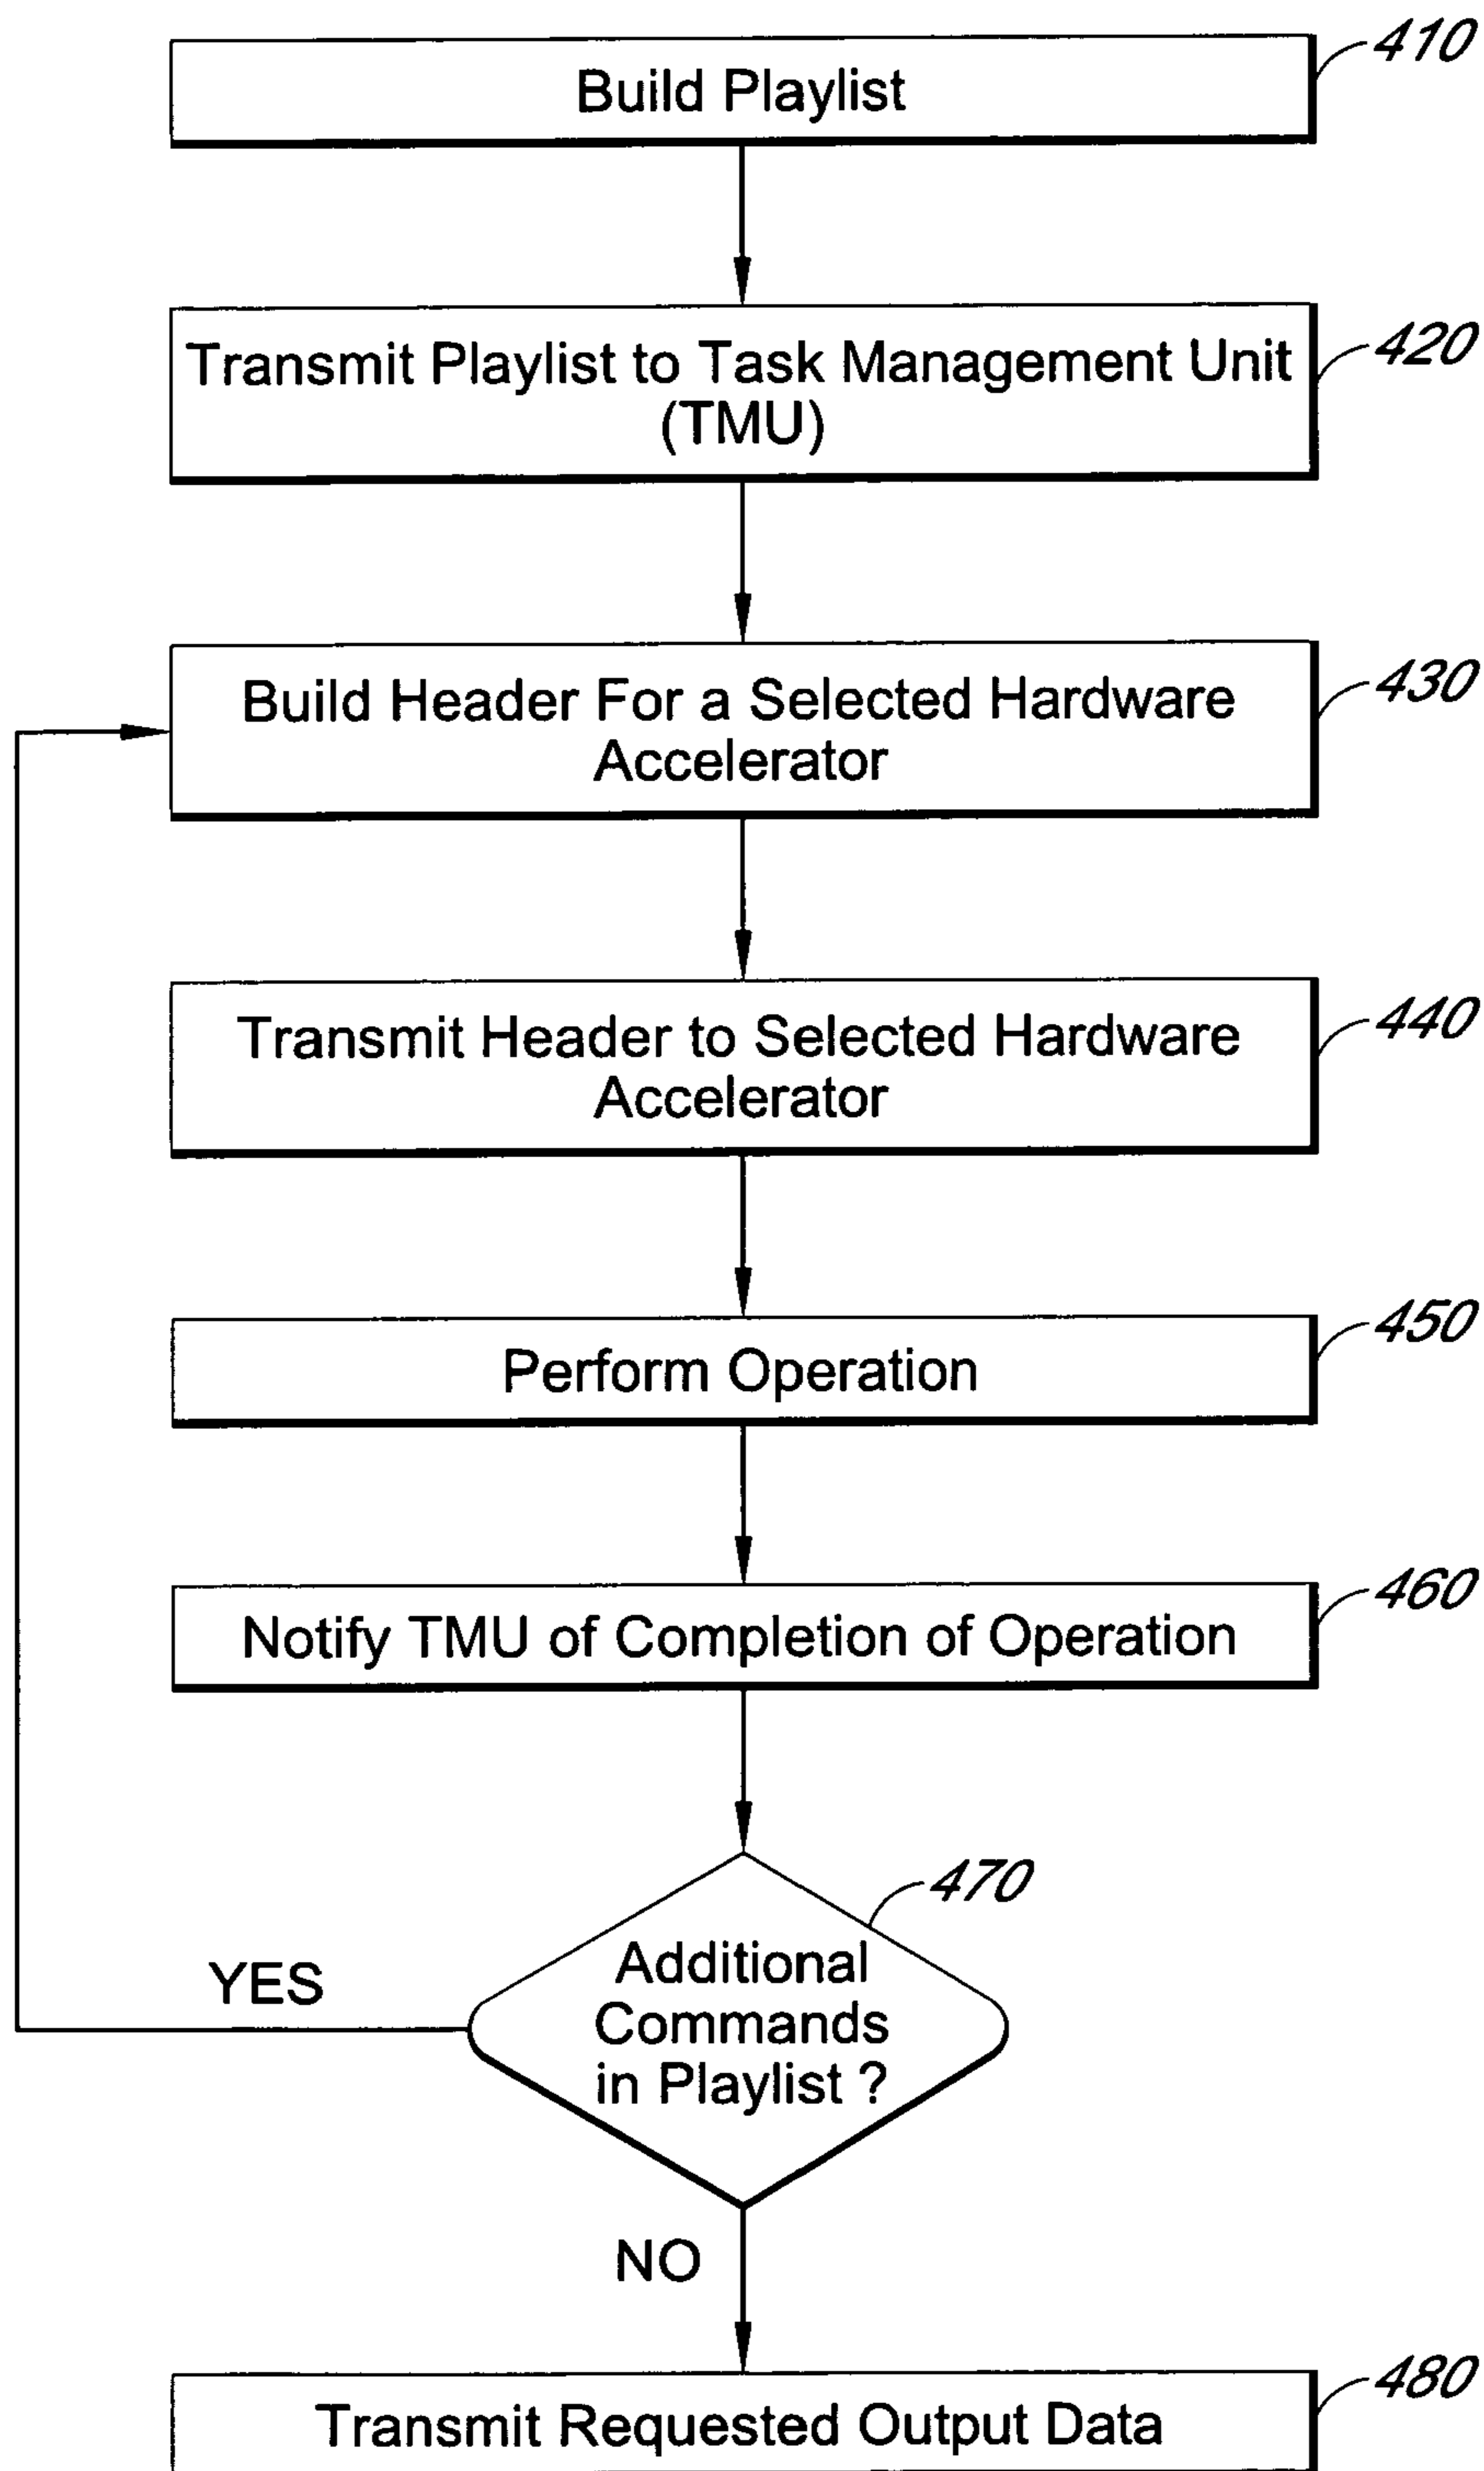 410
Build Playlist
420
Transmit Playlist to Task Management Unit
(TMU)
430
Build Header For a Selected Hardware
Accelerator
440
Transmit Header to Selected Hardware
Accelerator
450
Perform Operation
460
Notify TMU of Completion of Operation
470
Additional
Commands
in Playlist ?
YES
NO
480
Transmit Requested Output Data